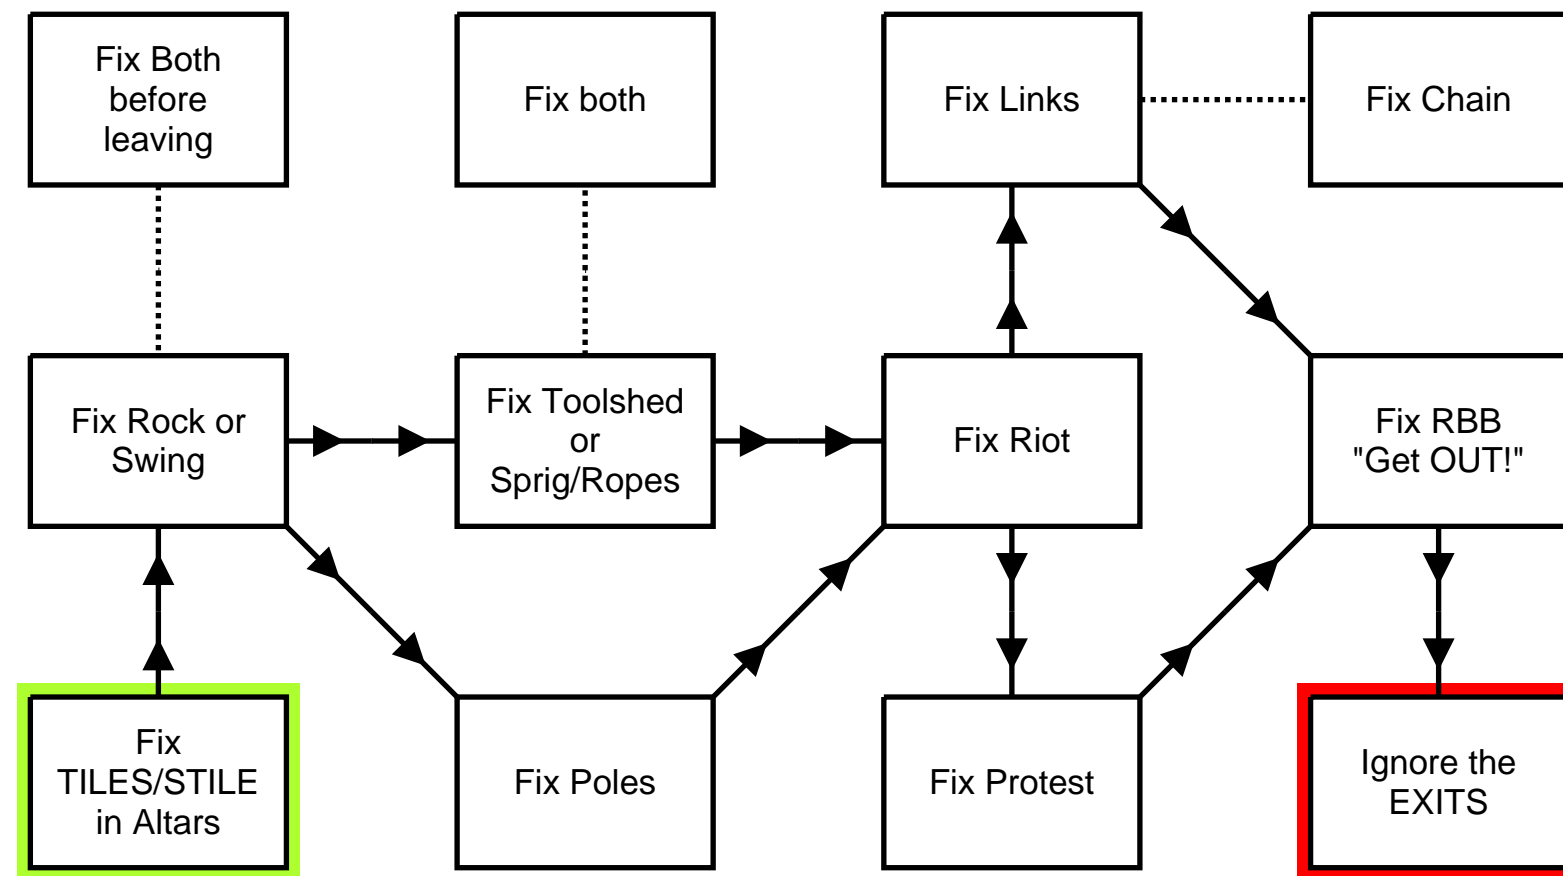 Fix Both
before
leaving
Fix both
Fix Links
Fix Chain
Fix Rock or
Swing
Fix Toolshed
or
Sprig/Ropes
Fix Riot
Fix RBB
"Get OUT!"
Fix
TILES/STILE
in Altars
Fix Poles
Fix Protest
Ignore the
EXITS